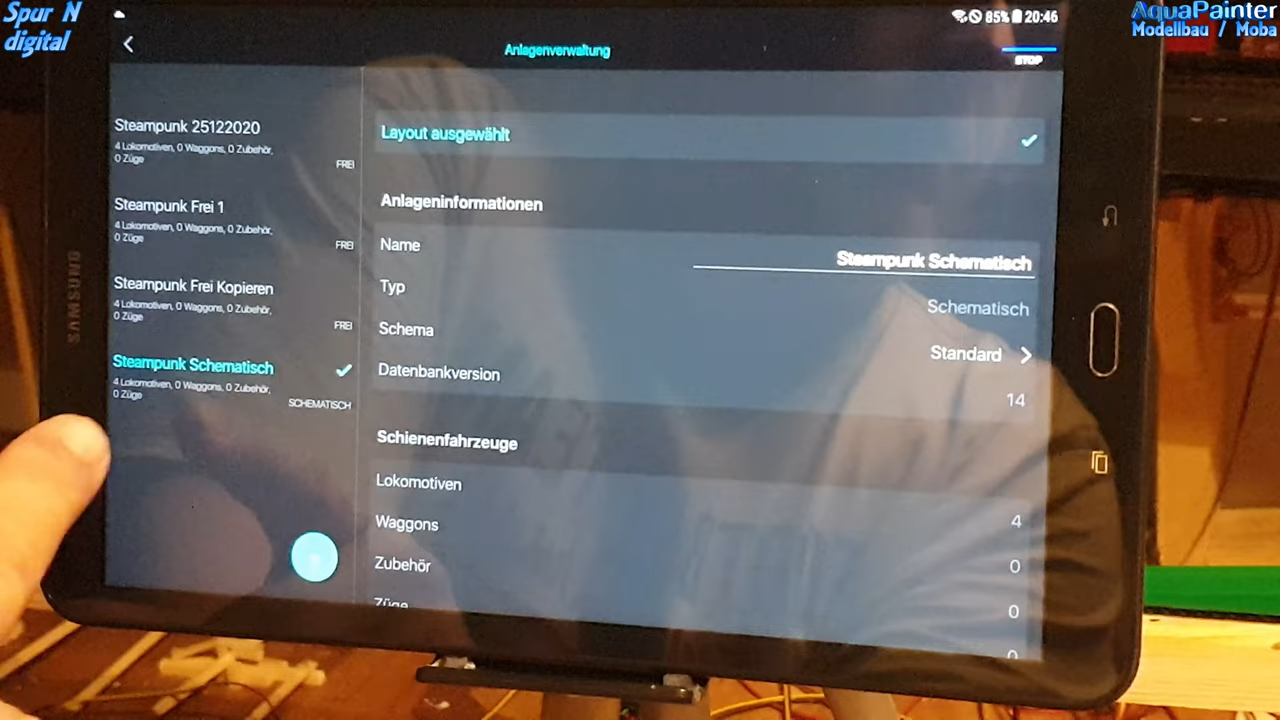 Spur N
digital
AquaPainter
Modellbau / Moba
85% 20:46
Anlagenverwaltung
STOP
SAMSUNG
Steampunk 25122020
4 Lokomotiven, 0 Waggons, 0 Zubehör,
0 Züge
FREI
Steampunk Frei 1
4 Lokomotiven, 0 Waggons, 0 Zubehör,
0 Züge
FREI
Steampunk Frei Kopieren
4 Lokomotiven, 0 Waggons, 0 Zubehör,
0 Züge
FREI
Steampunk Schematisch
4 Lokomotiven, 0 Waggons, 0 Zubehör,
0 Züge
SCHEMATISCH
Layout ausgewählt
Anlageninformationen
Name Steampunk Schematisch
Typ Schematisch
Schema Standard
Datenbankversion 14
Schienenfahrzeuge
Lokomotiven 4
Waggons 0
Zubehör 0
Züge 0